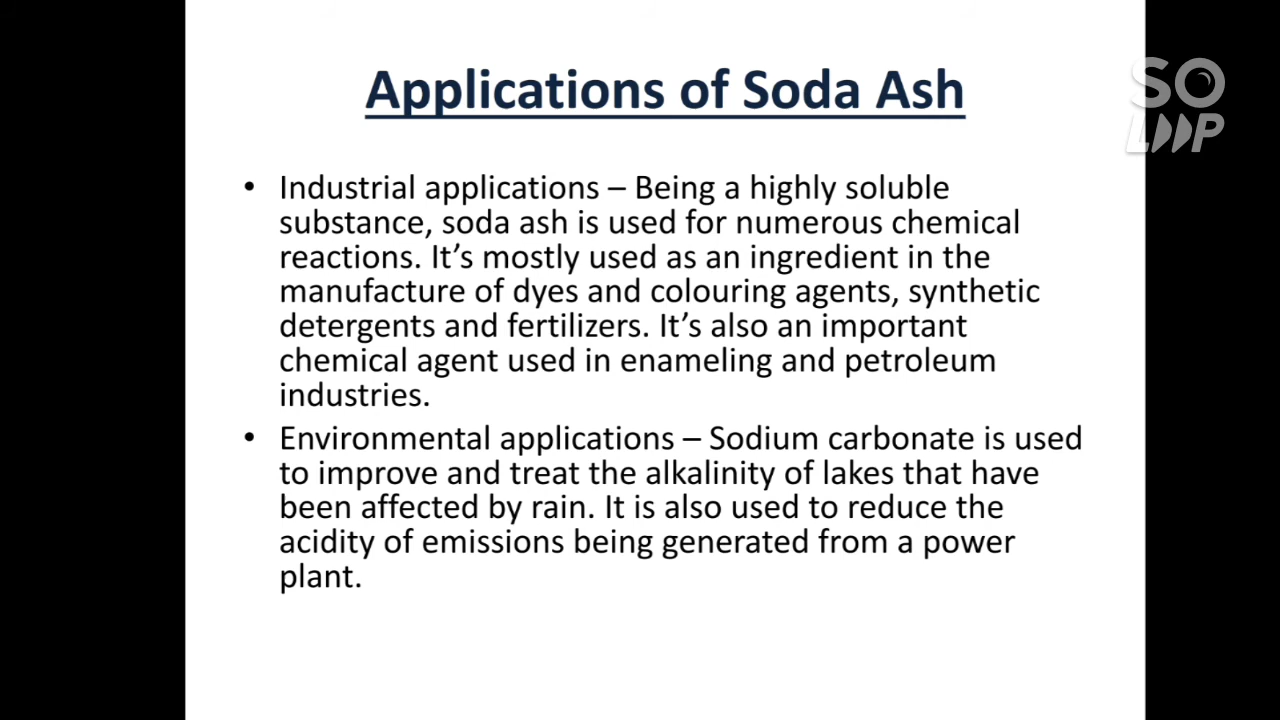 Applications of Soda Ash
SO
LOOP
• Industrial applications – Being a highly soluble
substance, soda ash is used for numerous chemical
reactions. It’s mostly used as an ingredient in the
manufacture of dyes and colouring agents, synthetic
detergents and fertilizers. It’s also an important
chemical agent used in enameling and petroleum
industries.
• Environmental applications – Sodium carbonate is used
to improve and treat the alkalinity of lakes that have
been affected by rain. It is also used to reduce the
acidity of emissions being generated from a power
plant.